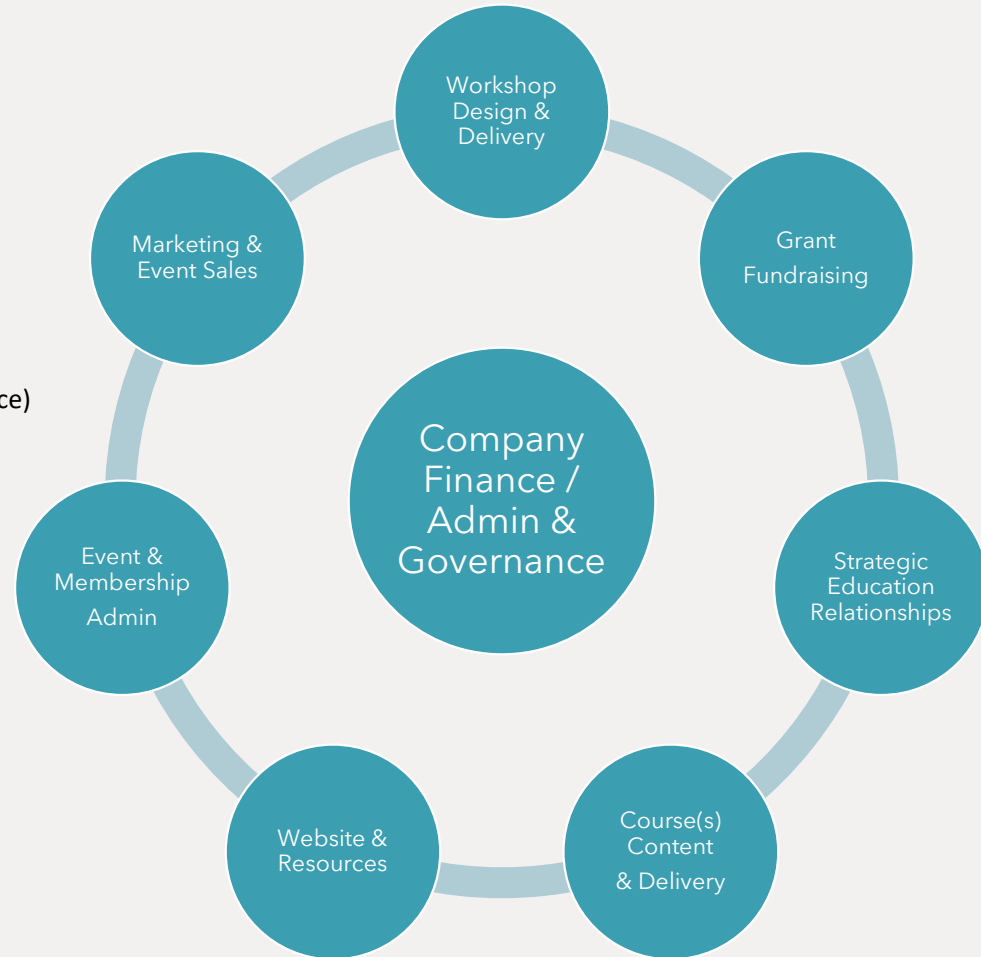 Workshop
Design &
Delivery
Grant
Fundraising
Strategic
Education
Relationships
Course(s)
Content
& Delivery
Website &
Resources
Event &
Membership
Admin
Marketing &
Event Sales
Company
Finance /
Admin &
Governance
ce)